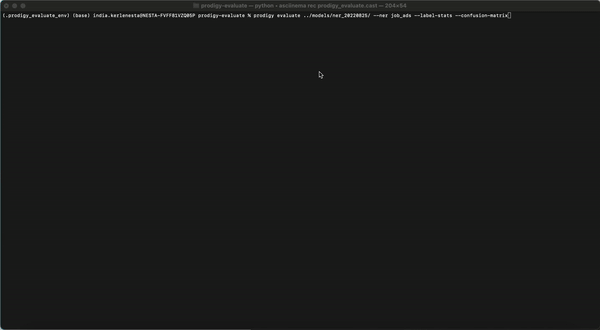 prodigy-evaluate — python • asciinema rec prodigy_evaluate.cast — 204×54
(.prodigy_evaluate_env) (base) india.kerlenesta@NESTA-FVFF81VZQ05P prodigy-evaluate % prodigy evaluate ../models/ner_20220825/ --ner job_ads --label-stats --confusion-matrix